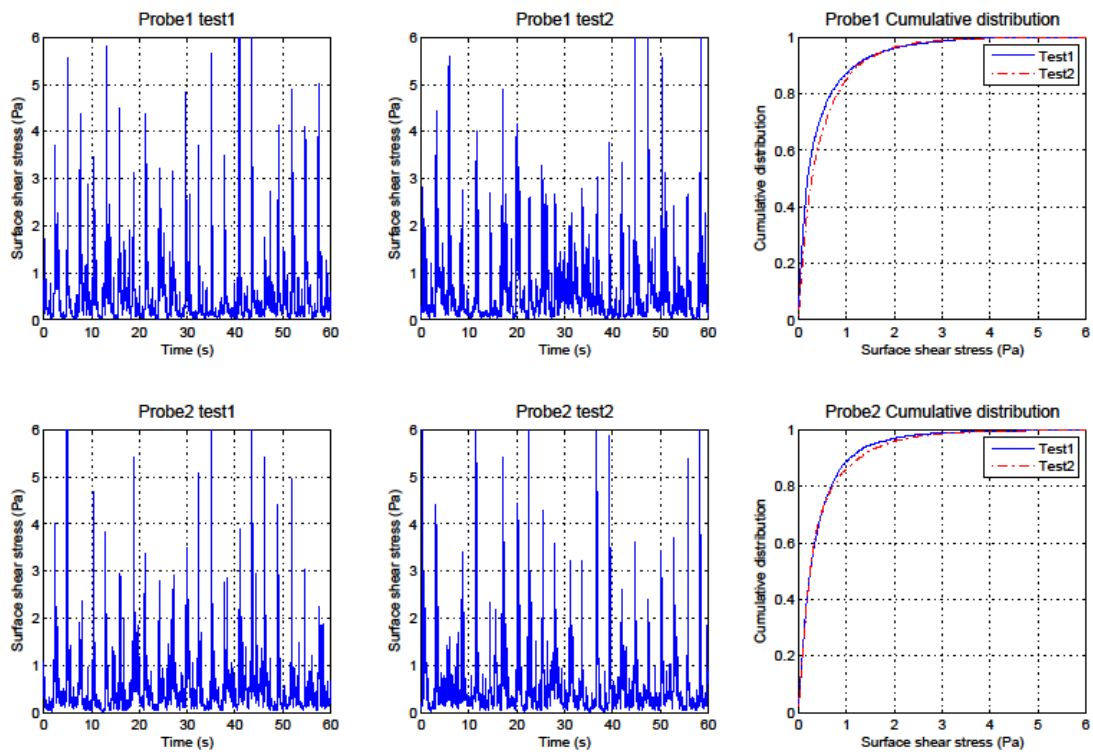 Probe1 test1
Surface shear stress (Pa)
6
5
4
3
2
1
0
0 10 20 30 40 50 60
Time (s)
Probe1 test2
Surface shear stress (Pa)
6
5
4
3
2
1
0
0 10 20 30 40 50 60
Time (s)
Probe1 Cumulative distribution
Cumulative distribution
1
0.8
0.6
0.4
0.2
0
0 1 2 3 4 5 6
Surface shear stress (Pa)
Test1
Test2
Probe2 test1
Surface shear stress (Pa)
6
5
4
3
2
1
0
0 10 20 30 40 50 60
Time (s)
Probe2 test2
Surface shear stress (Pa)
6
5
4
3
2
1
0
0 10 20 30 40 50 60
Time (s)
Probe2 Cumulative distribution
Cumulative distribution
1
0.8
0.6
0.4
0.2
0
0 1 2 3 4 5 6
Surface shear stress (Pa)
Test1
Test2